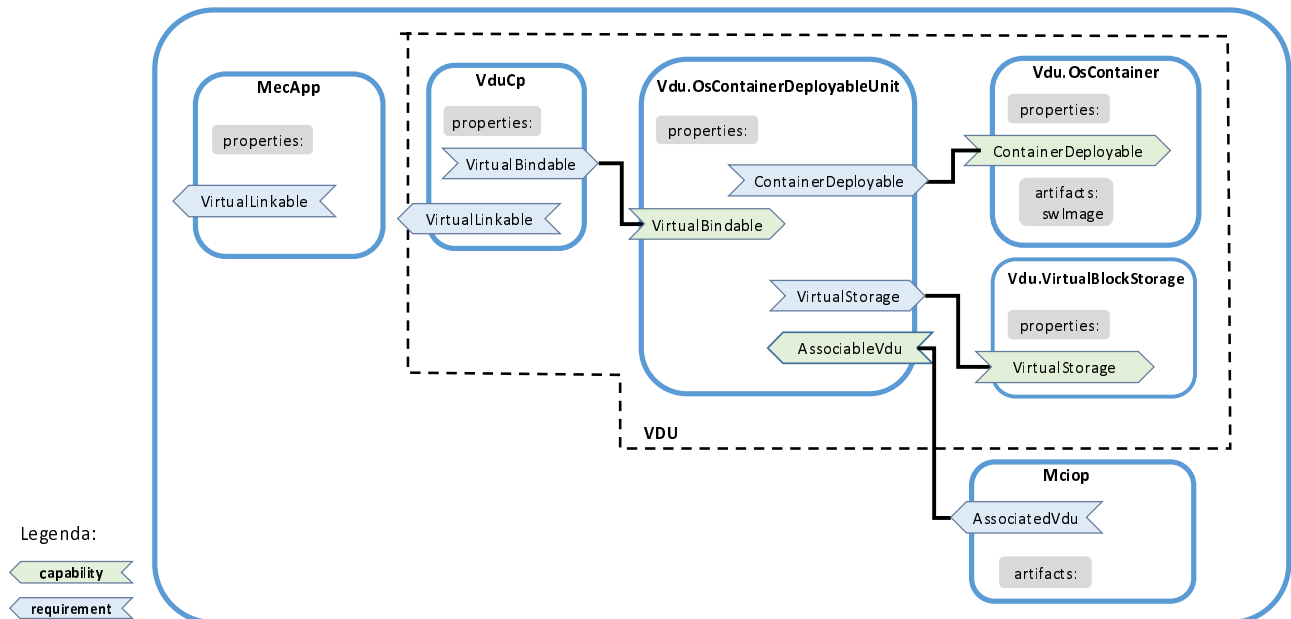 MecApp
properties:
VirtualLinkable
VduCp
properties:
VirtualBindable
VirtualLinkable
Vdu.OsContainerDeployableUnit
properties:
ContainerDeployable
VirtualBindable
VirtualStorage
AssociableVdu
Vdu.OsContainer
properties:
ContainerDeployable
artifacts:
swImage
Vdu.VirtualBlockStorage
properties:
VirtualStorage
VDU
Mciop
AssociatedVdu
artifacts:
Legenda:
capability
requirement